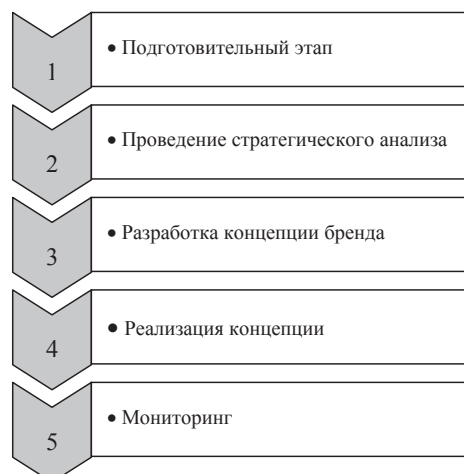 1 • Подготовительный этап
2 • Проведение стратегического анализа
3 • Разработка концепции бренда
4 • Реализация концепции
5 • Мониторинг